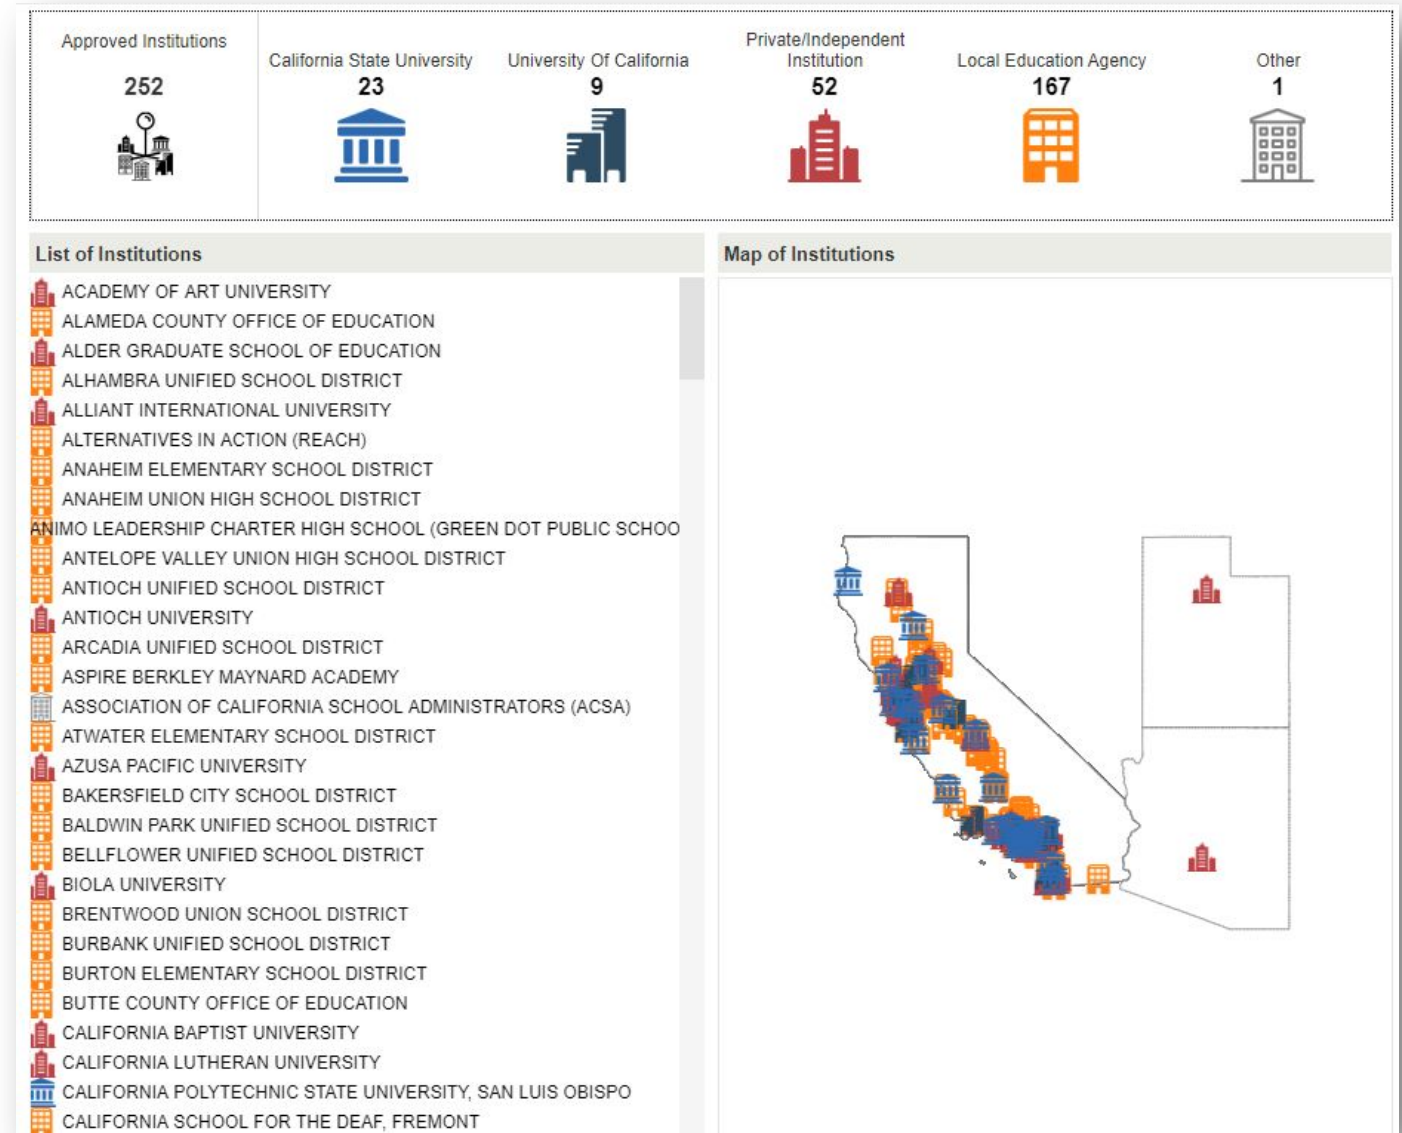 Approved Institutions
252
California State University
23
University Of California
9
Private/Independent
Institution
52
Local Education Agency
167
Other
1
List of Institutions
ACADEMY OF ART UNIVERSITY
ALAMEDA COUNTY OFFICE OF EDUCATION
ALDER GRADUATE SCHOOL OF EDUCATION
ALHAMBRA UNIFIED SCHOOL DISTRICT
ALLIANT INTERNATIONAL UNIVERSITY
ALTERNATIVES IN ACTION (REACH)
ANAHEIM ELEMENTARY SCHOOL DISTRICT
ANAHEIM UNION HIGH SCHOOL DISTRICT
ANIMO LEADERSHIP CHARTER HIGH SCHOOL (GREEN DOT PUBLIC SCHOO
ANTELOPE VALLEY UNION HIGH SCHOOL DISTRICT
ANTIOCH UNIFIED SCHOOL DISTRICT
ANTIOCH UNIVERSITY
ARCADIA UNIFIED SCHOOL DISTRICT
ASPIRE BERKLEY MAYNARD ACADEMY
ASSOCIATION OF CALIFORNIA SCHOOL ADMINISTRATORS (ACSA)
ATWATER ELEMENTARY SCHOOL DISTRICT
AZUSA PACIFIC UNIVERSITY
BAKERSFIELD CITY SCHOOL DISTRICT
BALDWIN PARK UNIFIED SCHOOL DISTRICT
BELLFLOWER UNIFIED SCHOOL DISTRICT
BIOLA UNIVERSITY
BRENTWOOD UNION SCHOOL DISTRICT
BURBANK UNIFIED SCHOOL DISTRICT
BURTON ELEMENTARY SCHOOL DISTRICT
BUTTE COUNTY OFFICE OF EDUCATION
CALIFORNIA BAPTIST UNIVERSITY
CALIFORNIA LUTHERAN UNIVERSITY
CALIFORNIA POLYTECHNIC STATE UNIVERSITY, SAN LUIS OBISPO
CALIFORNIA SCHOOL FOR THE DEAF, FREMONT
Map of Institutions